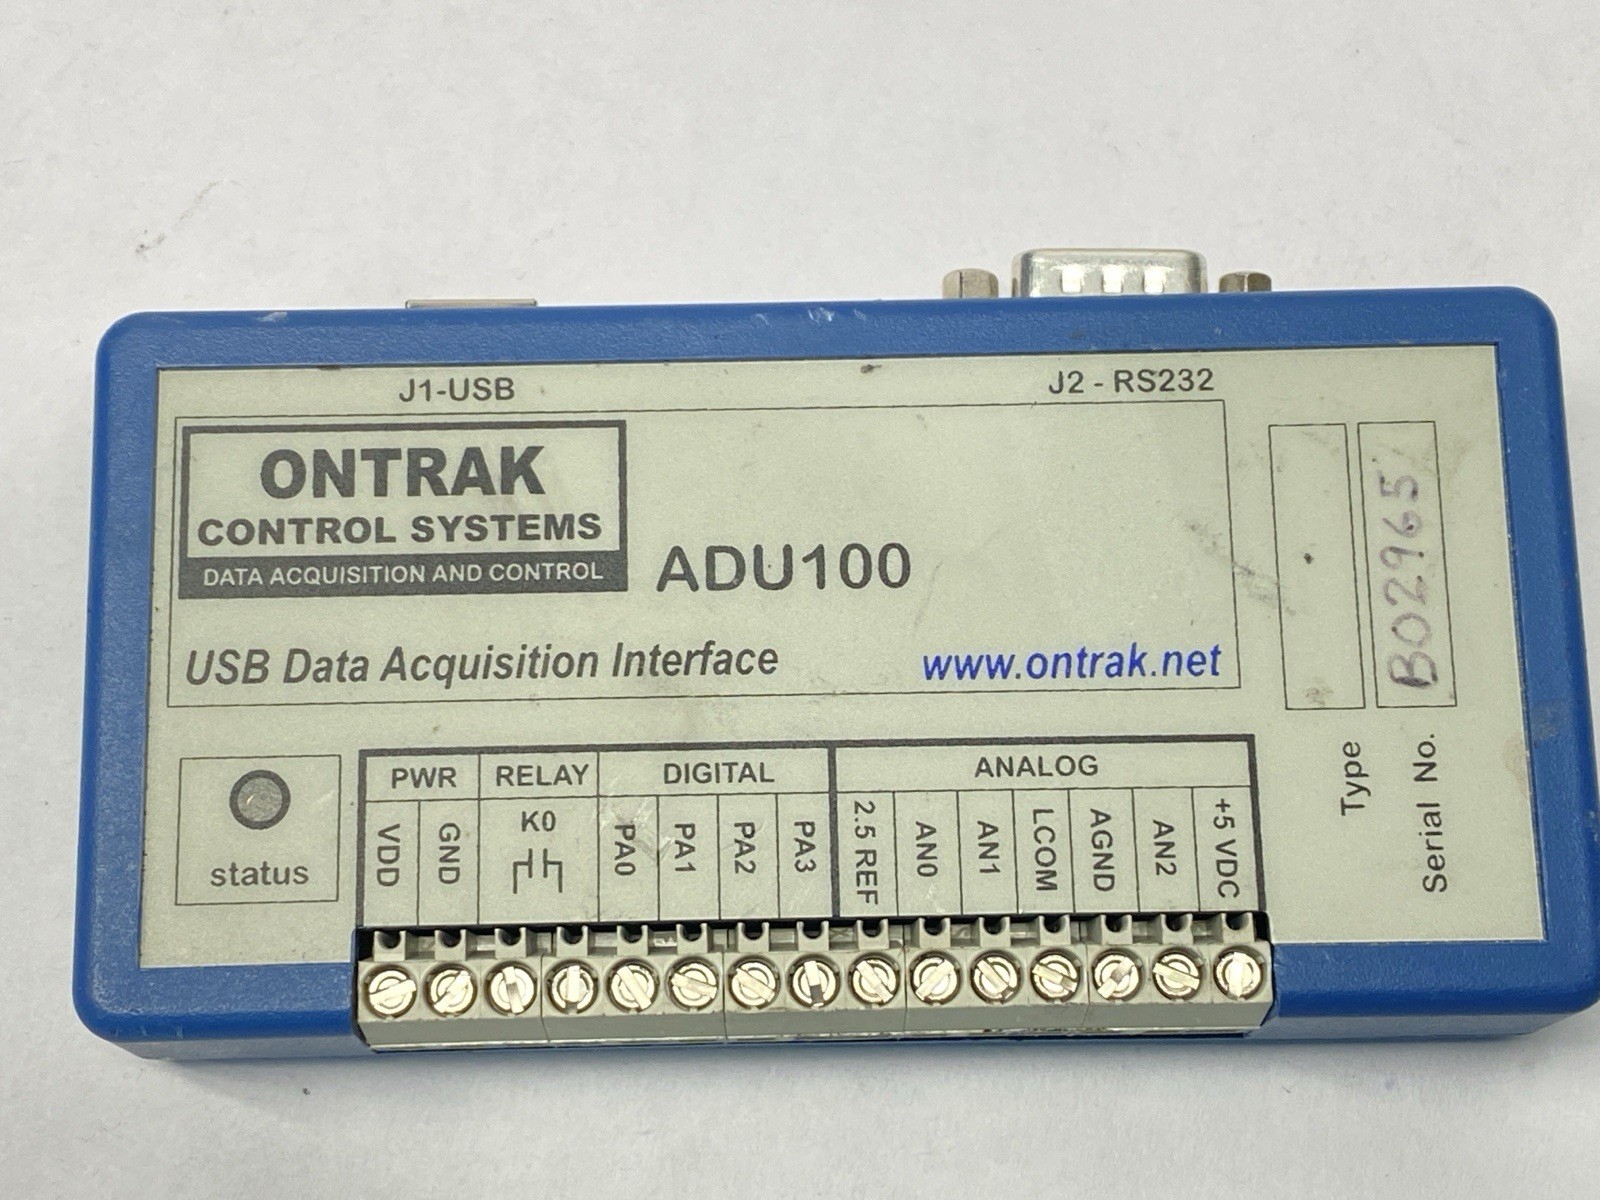 J1-USB
J2 - RS232
ONTRAK
CONTROL SYSTEMS
DATA ACQUISITION AND CONTROL
ADU100
USB Data Acquisition Interface
www.ontrak.net
status
PWR
RELAY
DIGITAL
ANALOG
VDD
GND
K0
PA0
PA1
PA2
PA3
2.5 REF
AN0
AN1
LCOM
AGND
AN2
+5 VDC
Type
Serial No.
B02965